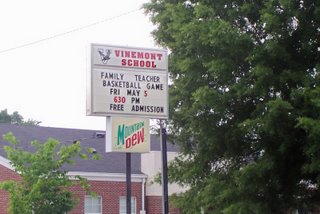 VINEMONT
SCHOOL
FAMILY TEACHER
BASKETBALL GAME
FRI MAY 5
630 PM
FREE ADMISSION
MOUNTAIN
DEW